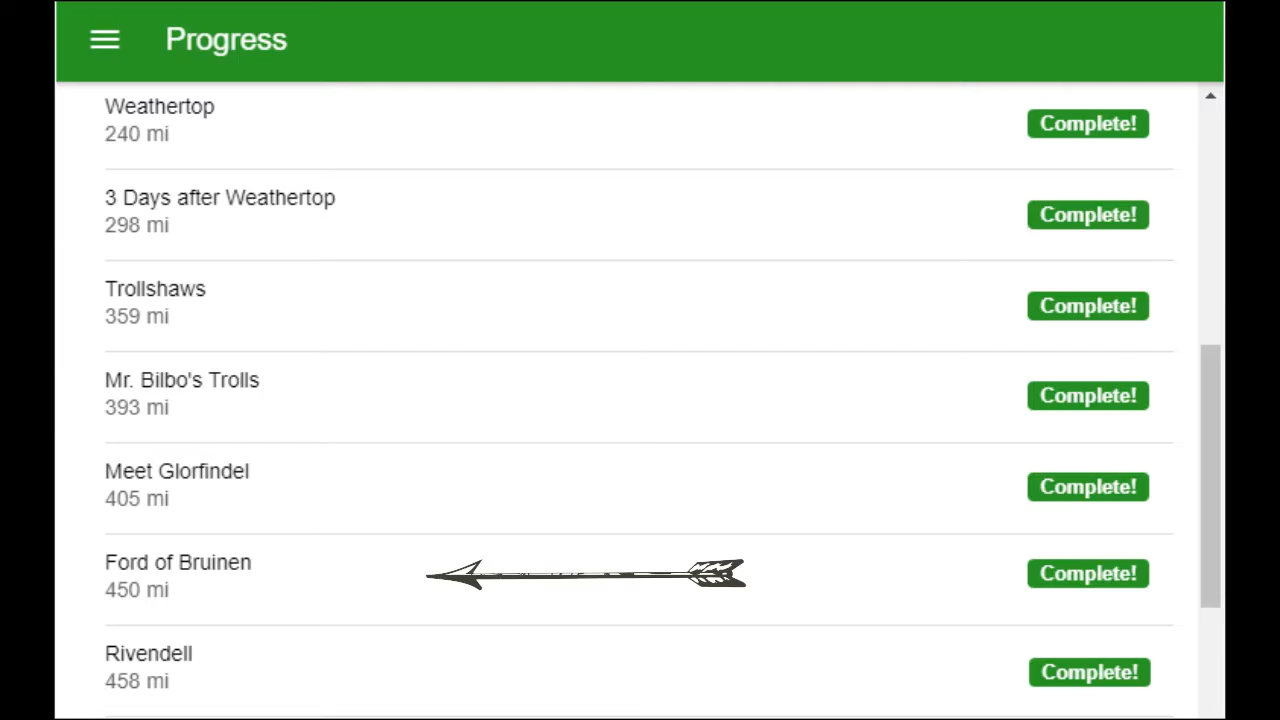 Progress
Weathertop
240 mi
Complete!
3 Days after Weathertop
298 mi
Complete!
Trollshaws
359 mi
Complete!
Mr. Bilbo's Trolls
393 mi
Complete!
Meet Glorfindel
405 mi
Complete!
Ford of Bruinen
450 mi
Complete!
Rivendell
458 mi
Complete!